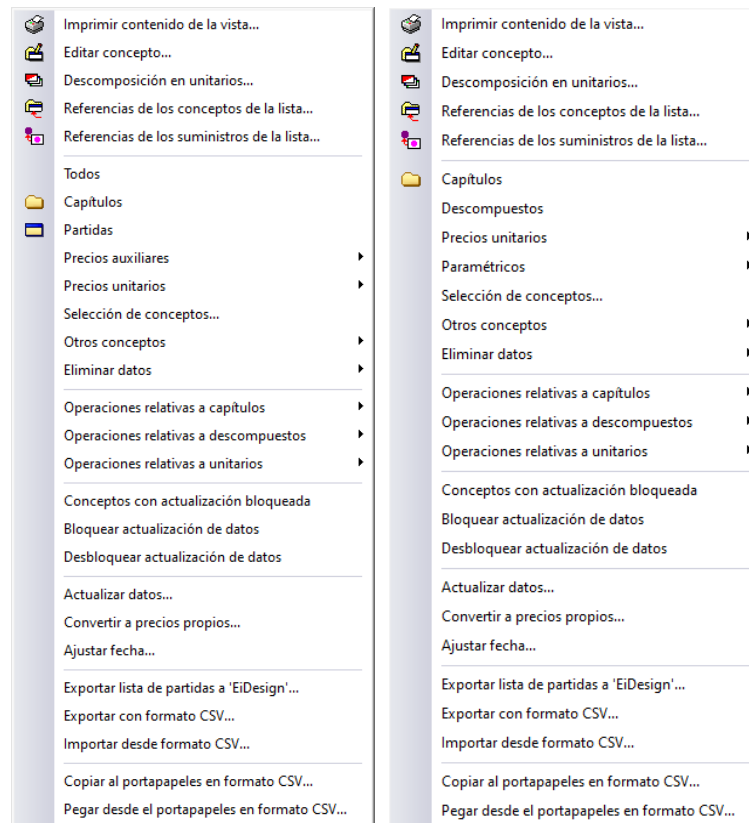 Imprimir contenido de la vista...
Editar concepto...
Descomposición en unitarios...
Referencias de los conceptos de la lista...
Referencias de los suministros de la lista...
Todos
Capítulos
Partidas
Precios auxiliares
Precios unitarios
Selección de conceptos...
Otros conceptos
Eliminar datos
Operaciones relativas a capítulos
Operaciones relativas a descompuestos
Operaciones relativas a unitarios
Conceptos con actualización bloqueada
Bloquear actualización de datos
Desbloquear actualización de datos
Actualizar datos...
Convertir a precios propios...
Ajustar fecha...
Exportar lista de partidas a 'EiDesign'...
Exportar con formato CSV...
Importar desde formato CSV...
Copiar al portapapeles en formato CSV...
Pegar desde el portapapeles en formato CSV...
Imprimir contenido de la vista...
Editar concepto...
Descomposición en unitarios...
Referencias de los conceptos de la lista...
Referencias de los suministros de la lista...
Capítulos
Descompuestos
Precios unitarios
Paramétricos
Selección de conceptos...
Otros conceptos
Eliminar datos
Operaciones relativas a capítulos
Operaciones relativas a descompuestos
Operaciones relativas a unitarios
Conceptos con actualización bloqueada
Bloquear actualización de datos
Desbloquear actualización de datos
Actualizar datos...
Convertir a precios propios...
Ajustar fecha...
Exportar lista de partidas a 'EiDesign'...
Exportar con formato CSV...
Importar desde formato CSV...
Copiar al portapapeles en formato CSV...
Pegar desde el portapapeles en formato CSV...